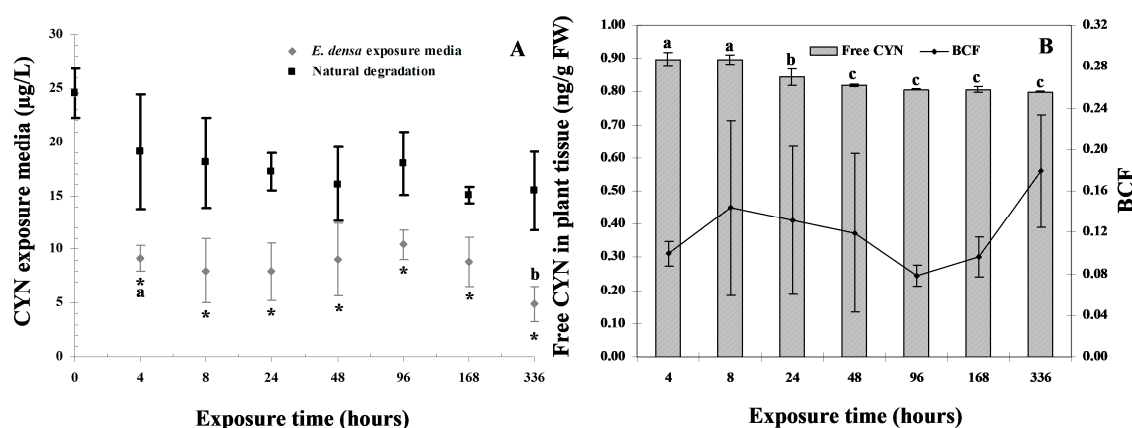 A
E. densa exposure media
Natural degradation
CYN exposure media (µg/L)
30
25
20
15
10
5
0
*
a
*
*
*
*
*
b
*
0 4 8 24 48 96 168 336
Exposure time (hours)
B
Free CYN
BCF
Free CYN in plant tissue (ng/g FW)
1.00
0.90
0.80
0.70
0.60
0.50
0.40
0.30
0.20
0.10
0.00
a a b c c c c
0.32
0.28
0.24
0.20
0.16
0.12
0.08
0.04
0.00
BCF
4 8 24 48 96 168 336
Exposure time (hours)